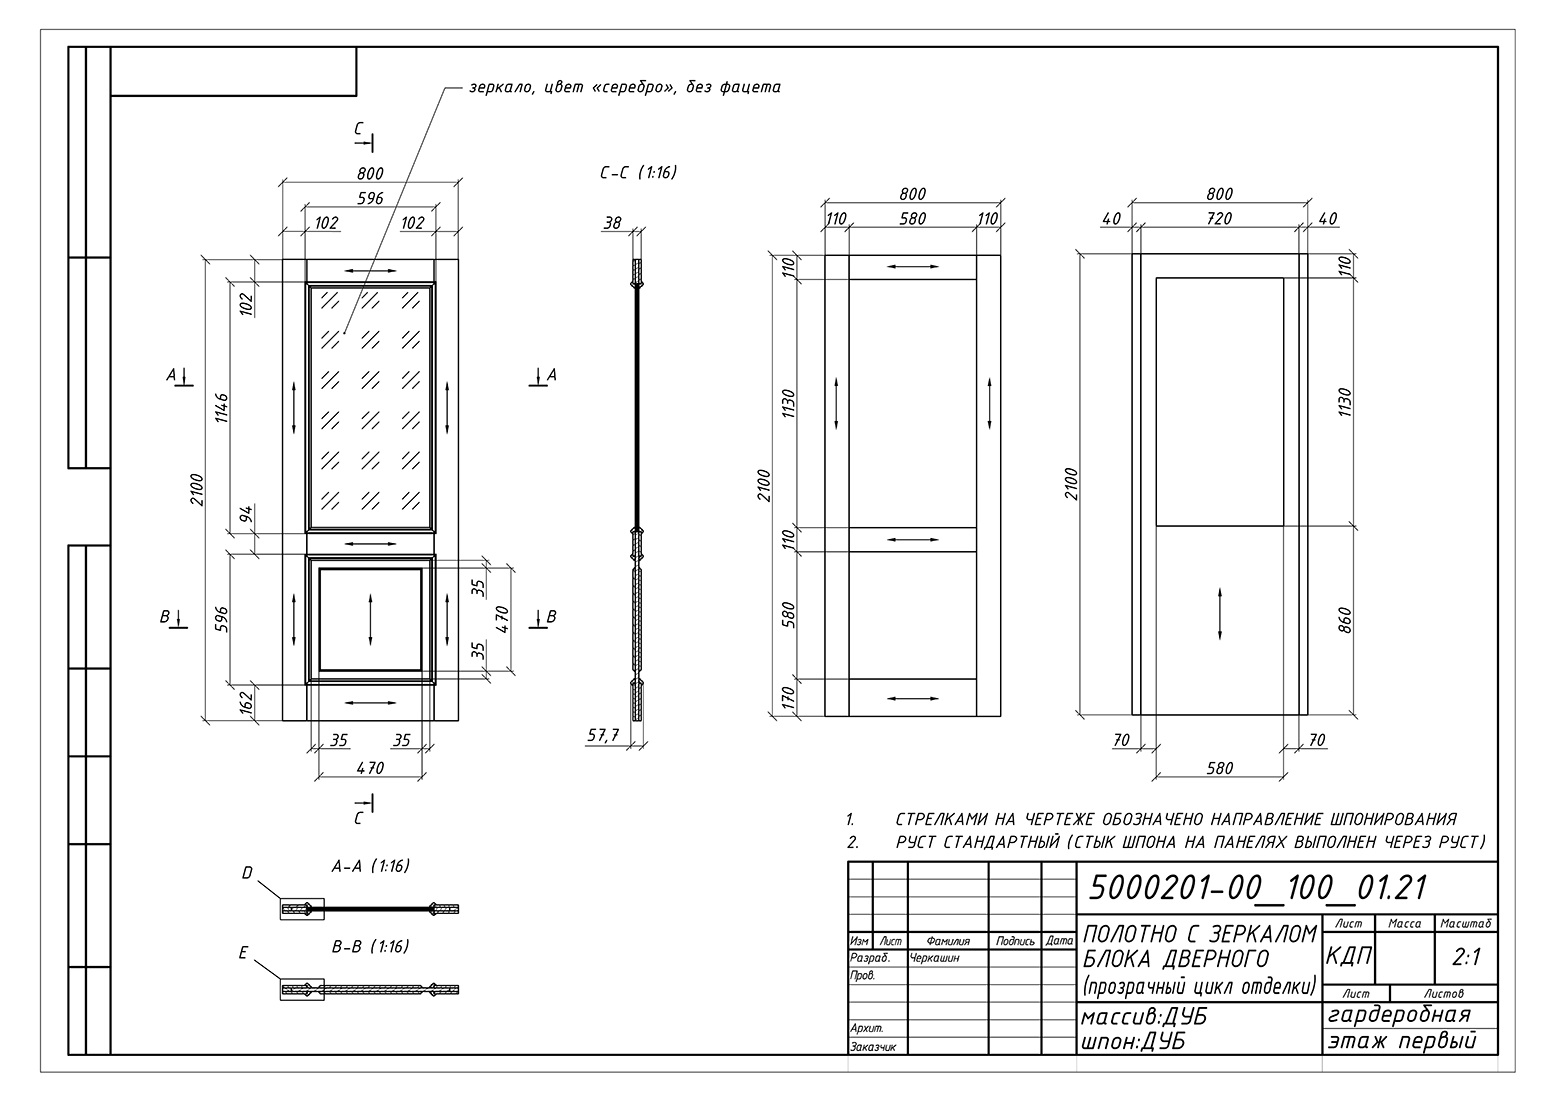 зеркало, цвет «серебро», без фацета
C
800
596
102 102
102
1146
2100
94
596
162
35
470
35
35 35
470
C
A A
B B
C-C (1:16)
38
57,7
800
110 580 110
110
1130
2100
110
580
170
800
40 720 40
110
1130
2100
860
70 70
580
A-A (1:16)
D
B-B (1:16)
E
1. СТРЕЛКАМИ НА ЧЕРТЕЖЕ ОБОЗНАЧЕНО НАПРАВЛЕНИЕ ШПОНИРОВАНИЯ
2. РУСТ СТАНДАРТНЫЙ (СТЫК ШПОНА НА ПАНЕЛЯХ ВЫПОЛНЕН ЧЕРЕЗ РУСТ)
5000201-00__100__01.21
Изм Лист Фамилия Подпись Дата
Разраб. Черкашин
Пров.
Архит.
Заказчик
ПОЛОТНО С ЗЕРКАЛОМ
БЛОКА ДВЕРНОГО
(прозрачный цикл отделки)
Лист Масса Масштаб
КДП 2:1
Лист Листов
массив:ДУБ
шпон:ДУБ
гардеробная
этаж первый